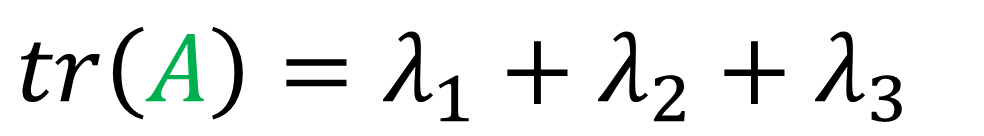 tr(A) = λ₁ + λ₂ + λ₃